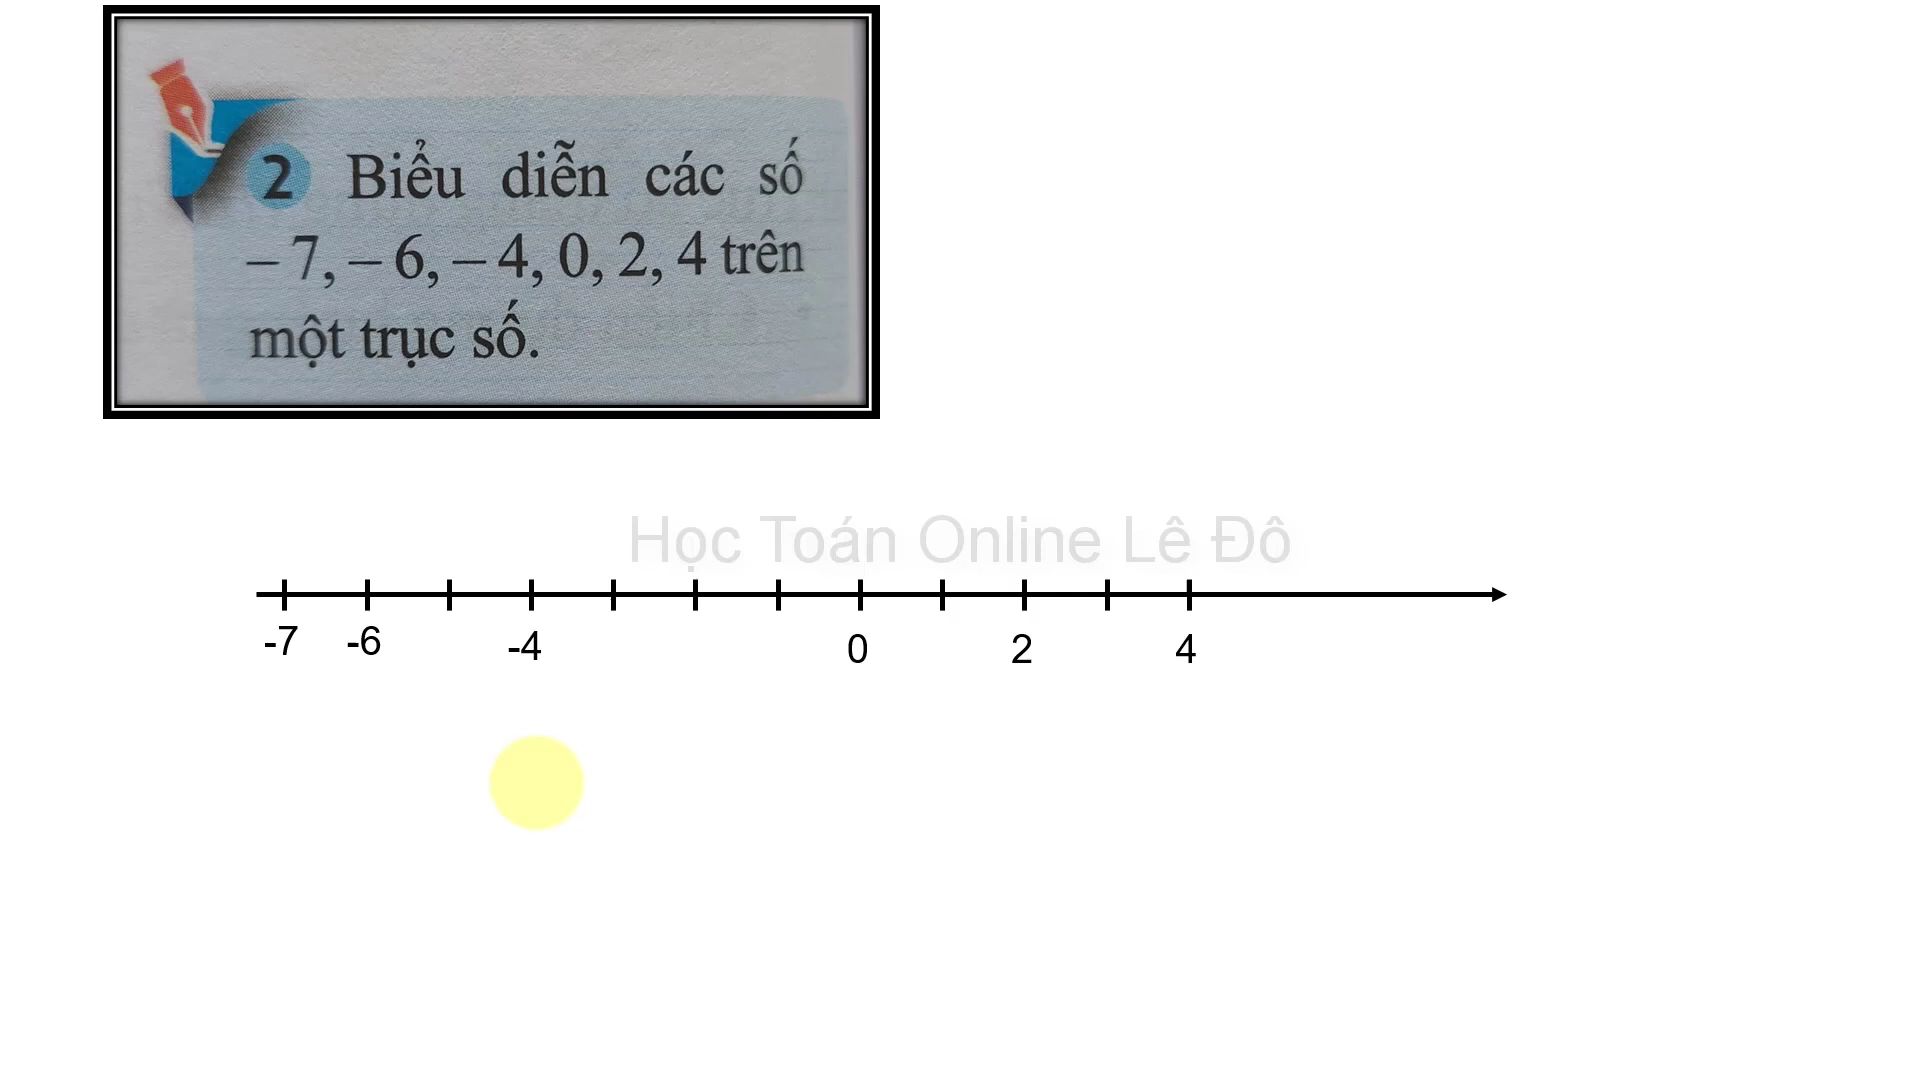 2 Biểu diễn các số
– 7, – 6, – 4, 0, 2, 4 trên
một trục số.
Học Toán Online Lê Đô
-7 -6 -4 0 2 4